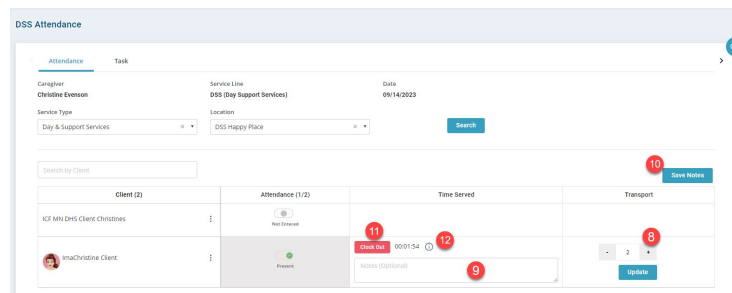 DSS Attendance
Attendance Task
Caregiver Service Line Date
Christine Evenson DSS (Day Support Services) 09/14/2023
Service Type Location
Day & Support Services × ▼ DSS Happy Place × ▼ Search
10
Search by Client Save Notes
Client (2) Attendance (1/2) Time Served Transport
ICF MN DHS Client Christines
Not Entered
11 12 8
Clock Out 00:01:54
- 2 +
ImaChristine Client
Present Notes (Optional) 9 Update